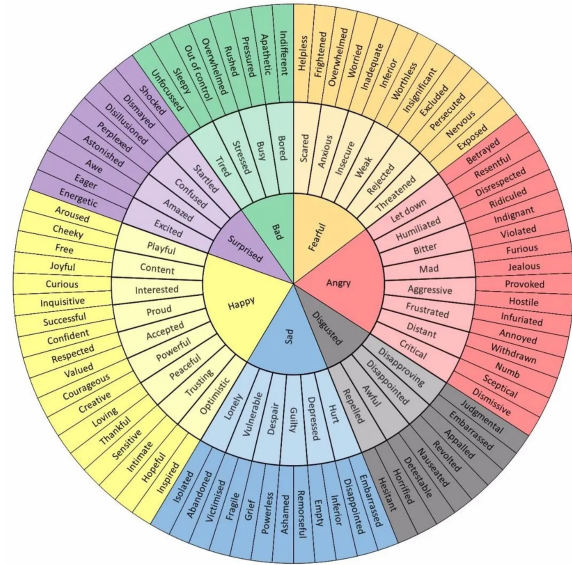 Bad
Fearful
Angry
Disgusted
Sad
Happy
Surprised
Bored
Busy
Stressed
Tired
Scared
Anxious
Insecure
Weak
Rejected
Threatened
Let down
Humiliated
Bitter
Mad
Aggressive
Frustrated
Distant
Critical
Disapproving
Disappointed
Awful
Repelled
Hurt
Depressed
Guilty
Despair
Vulnerable
Lonely
Optimistic
Trusting
Peaceful
Powerful
Accepted
Proud
Interested
Content
Playful
Excited
Amazed
Confused
Startled
Indifferent
Apathetic
Pressured
Rushed
Overwhelmed
Out of control
Sleepy
Unfocussed
Helpless
Frightened
Overwhelmed
Worried
Inadequate
Inferior
Worthless
Insignificant
Excluded
Persecuted
Nervous
Exposed
Betrayed
Resentful
Disrespected
Ridiculed
Indignant
Violated
Furious
Jealous
Provoked
Hostile
Infuriated
Annoyed
Withdrawn
Numb
Sceptical
Dismissive
Judgmental
Embarrassed
Appalled
Revolted
Nauseated
Detestable
Horrified
Hesitant
Embarrassed
Disappointed
Inferior
Empty
Remorseful
Ashamed
Powerless
Grief
Fragile
Victimised
Abandoned
Isolated
Inspired
Hopeful
Intimate
Sensitive
Thankful
Loving
Creative
Courageous
Valued
Respected
Confident
Successful
Inquisitive
Curious
Joyful
Free
Cheeky
Aroused
Energetic
Eager
Awe
Astonished
Perplexed
Disillusioned
Dismayed
Shocked